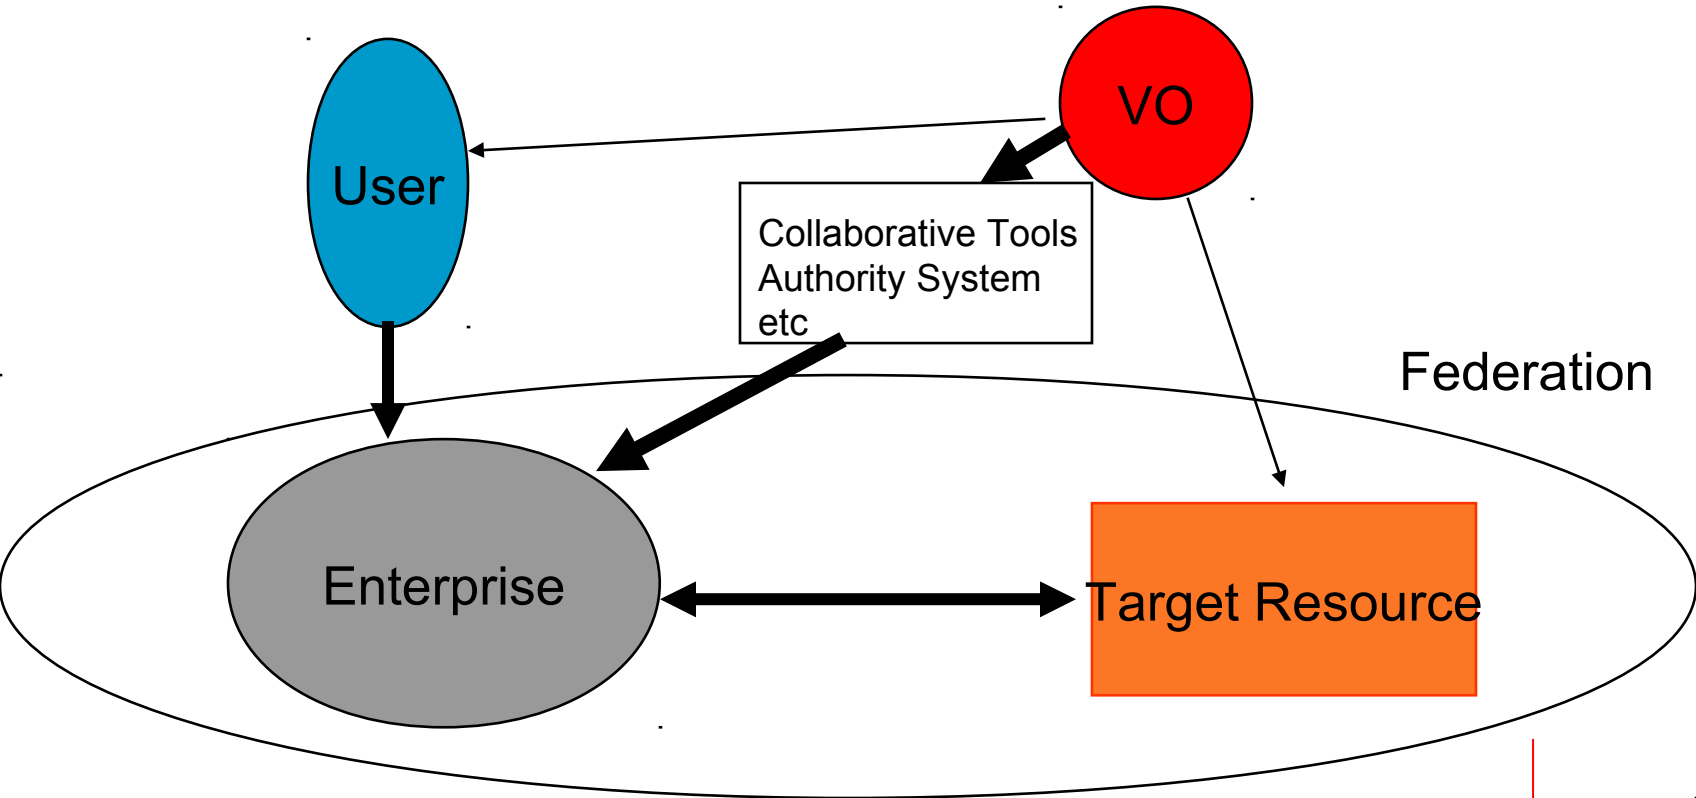 VO
User
Collaborative Tools
Authority System
etc
Federation
Enterprise
Target Resource